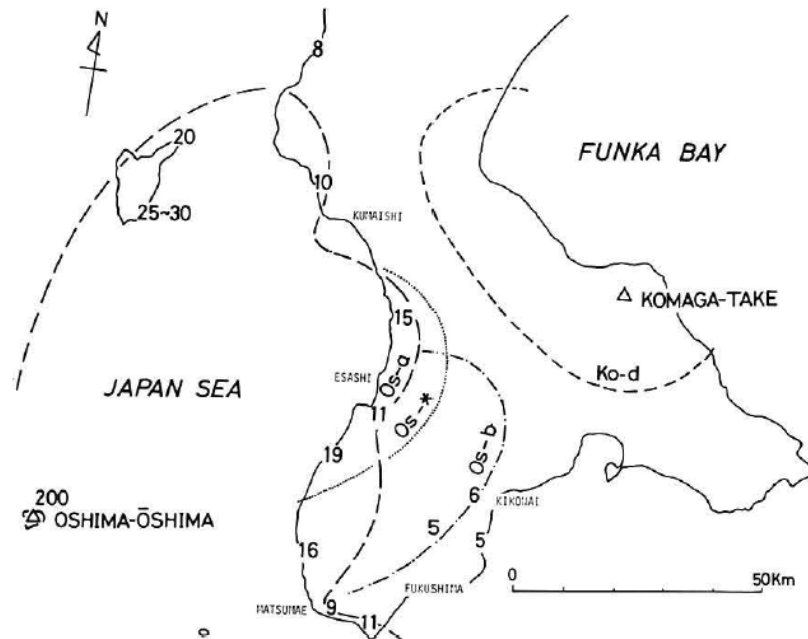 N
8
20
FUNKA BAY
10
25~30
KUMAISHI
KOMAGA-TAKE
15
Ko-d
ESASHI
Os-a
JAPAN SEA
11
Os-*
19
Os-b
200
6
KIKONAI
OSHIMA-ŌSHIMA
5
5
16
0
50Km
FUKUSHIMA
MATSUMAE
9
11